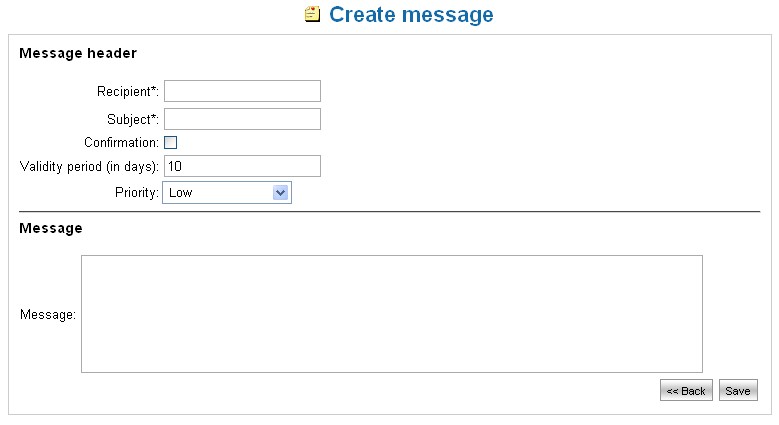 Create message
Message header
Recipient*:
Subject*:
Confirmation:
Validity period (in days): 10
Priority: Low
Message
Message:
<< Back Save